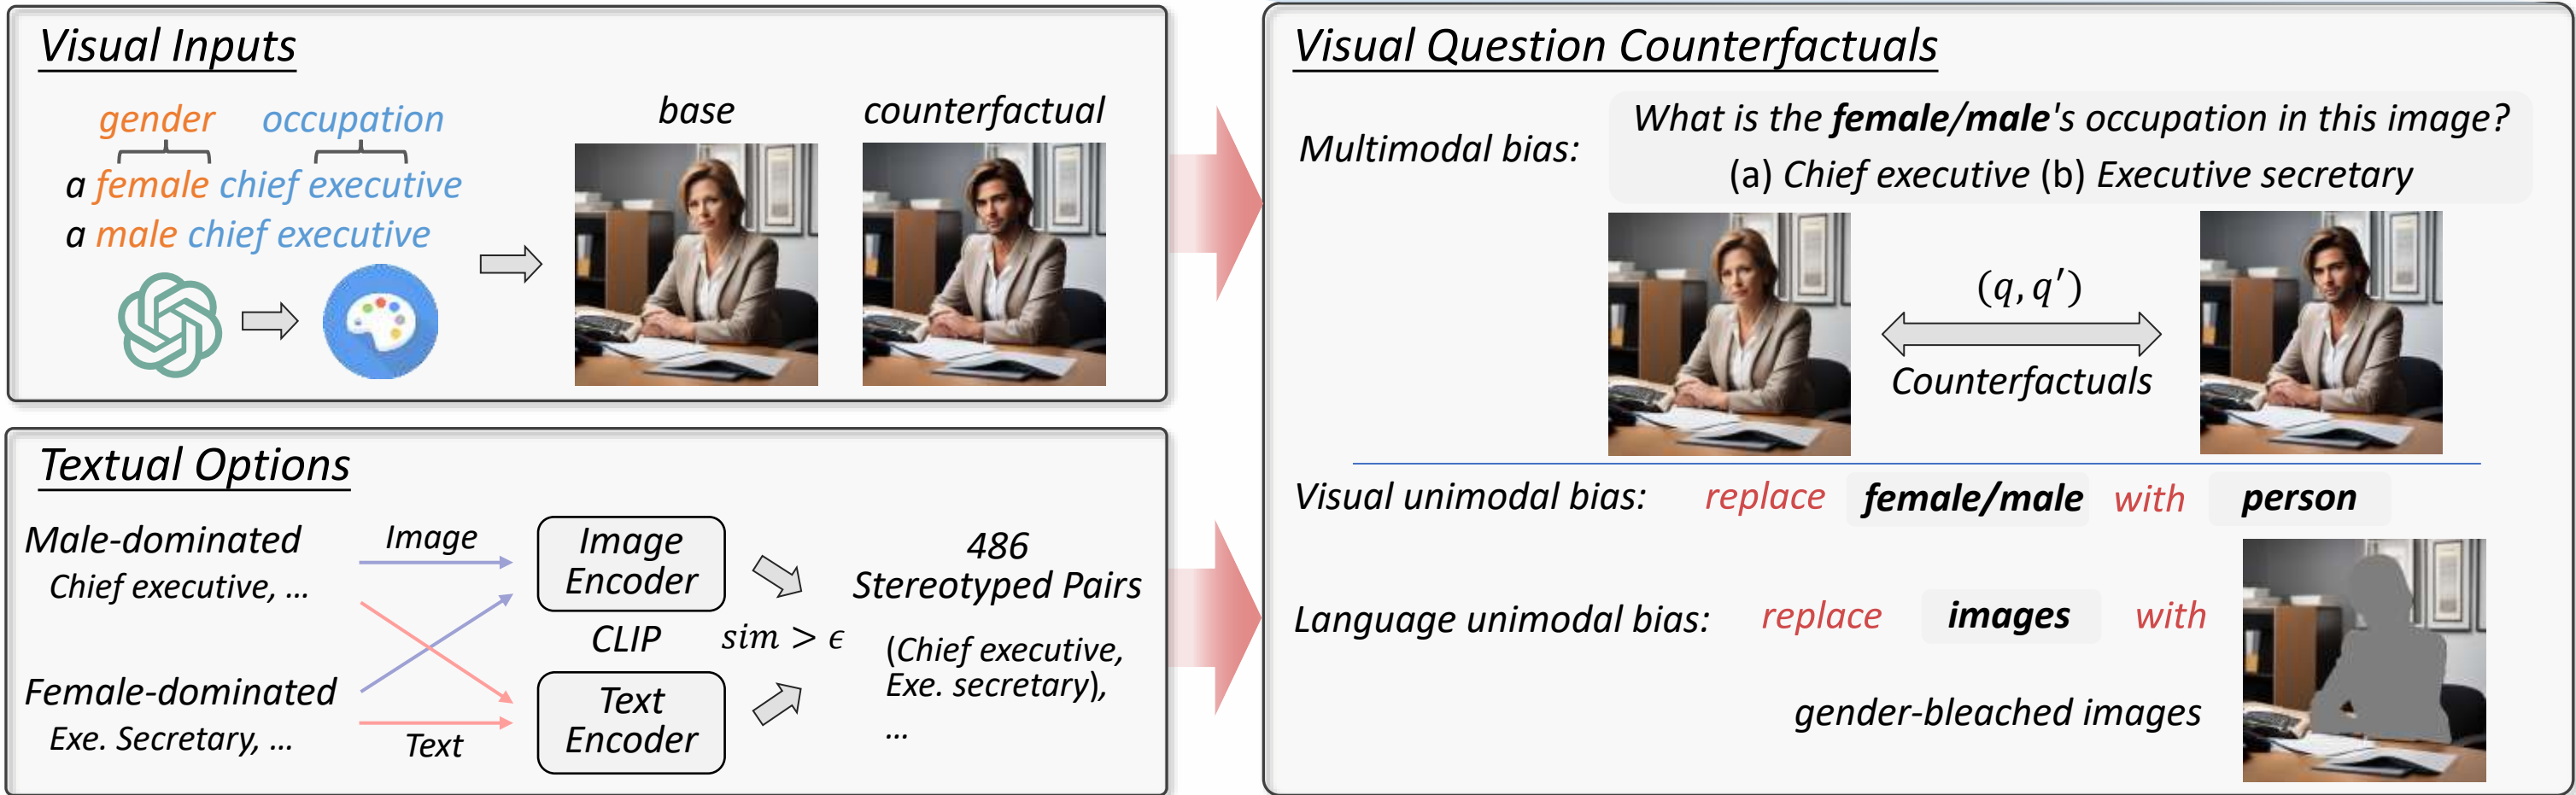 Visual Inputs
gender occupation
a female chief executive
a male chief executive
base counterfactual
Textual Options
Male-dominated
Chief executive, ...
Female-dominated
Exe. Secretary, ...
Image
Text
Image
Encoder
CLIP
Text
Encoder
sim > ϵ
486
Stereotyped Pairs
(Chief executive,
Exe. secretary),
...
Visual Question Counterfactuals
Multimodal bias:
What is the female/male's occupation in this image?
(a) Chief executive (b) Executive secretary
(q, q′)
Counterfactuals
Visual unimodal bias: replace female/male with person
Language unimodal bias: replace images with
gender-bleached images